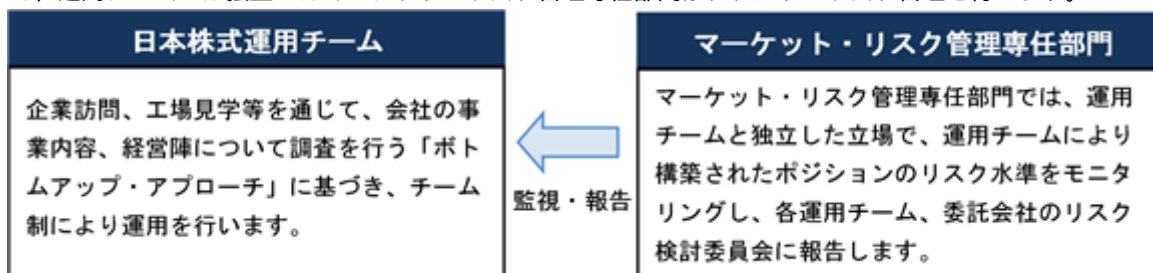 日本株式運用チーム
企業訪問、工場見学等を通じて、会社の事
業内容、経営陣について調査を行う「ボト
ムアップ・アプローチ」に基づき、チーム
制により運用を行います。
監視・報告
マーケット・リスク管理専任部門
マーケット・リスク管理専任部門では、運用
チームと独立した立場で、運用チームにより
構築されたポジションのリスク水準をモニタ
リングし、各運用チーム、委託会社のリスク
検討委員会に報告します。